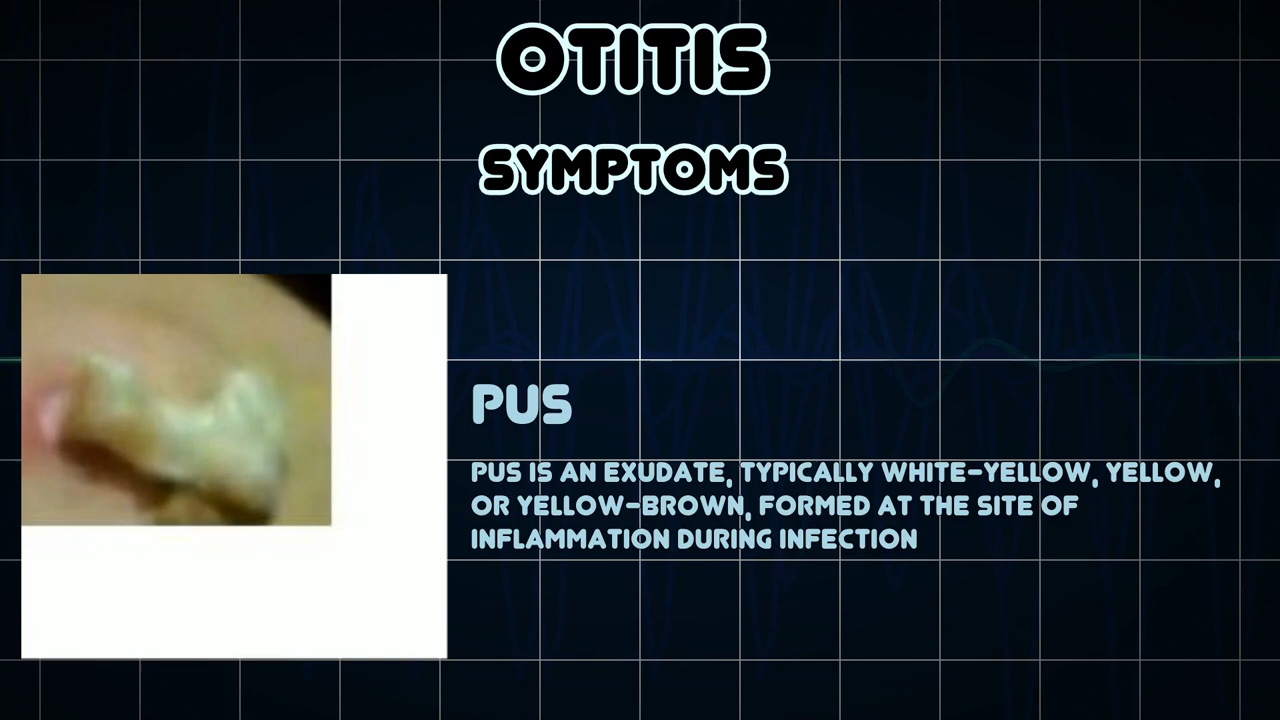 OTITIS
SYMPTOMS
PUS
PUS IS AN EXUDATE, TYPICALLY WHITE-YELLOW, YELLOW,
OR YELLOW-BROWN, FORMED AT THE SITE OF
INFLAMMATION DURING INFECTION